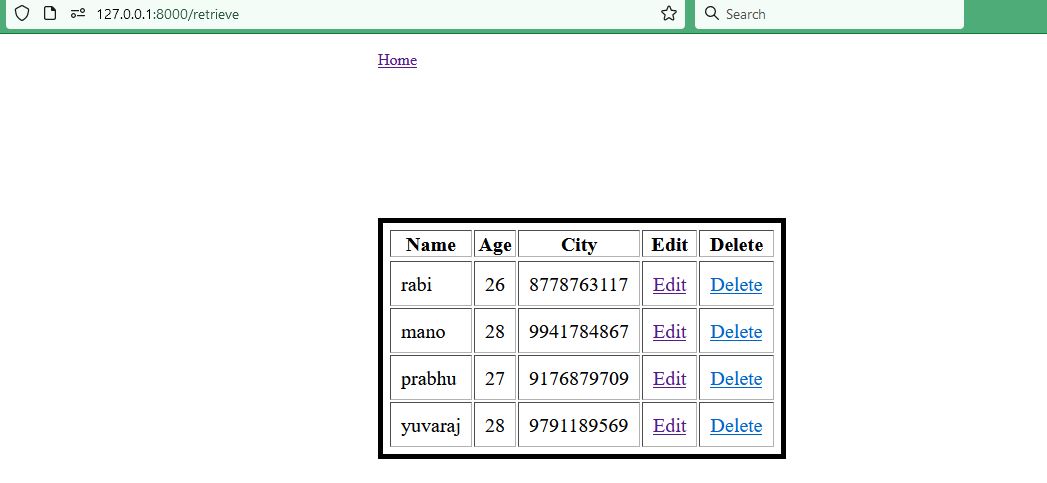 127.0.0.1:8000/retrieve Search
Home
Name Age City Edit Delete
rabi 26 8778763117 Edit Delete
mano 28 9941784867 Edit Delete
prabhu 27 9176879709 Edit Delete
yuvaraj 28 9791189569 Edit Delete